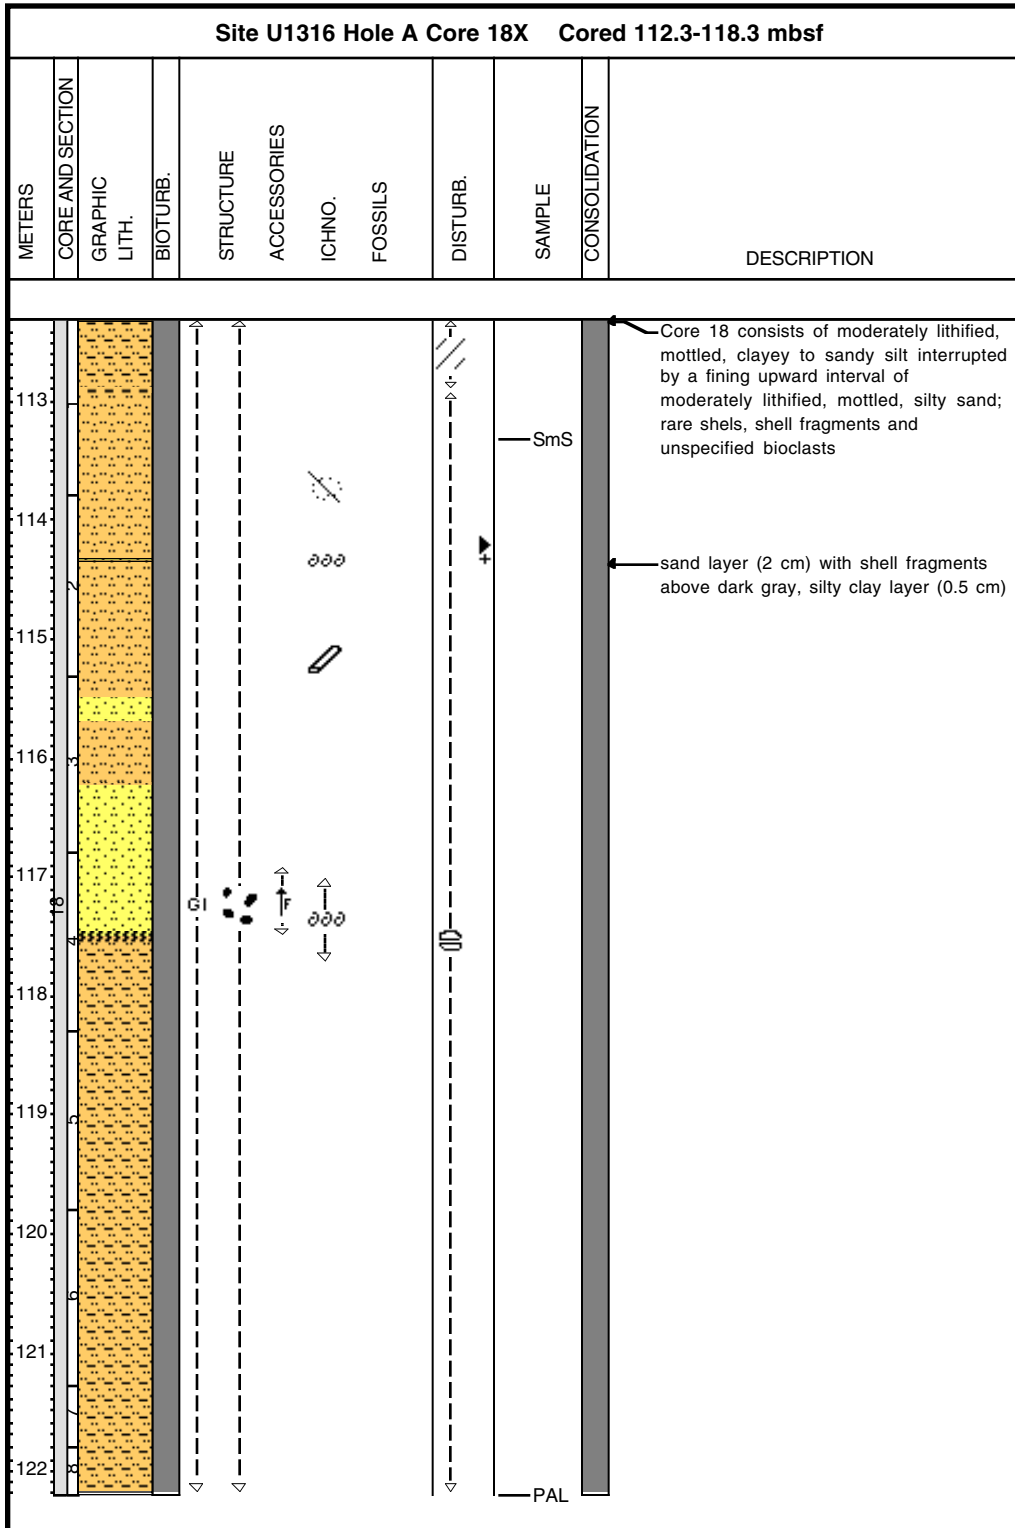 Site U1316 Hole A Core 18X Cored 112.3-118.3 mbsf
METERS
CORE AND SECTION
GRAPHIC
LITH.
BIOTURB.
STRUCTURE
ACCESSORIES
ICHNO.
FOSSILS
DISTURB.
SAMPLE
CONSOLIDATION
DESCRIPTION
Core 18 consists of moderately lithified,
mottled, clayey to sandy silt interrupted
by a fining upward interval of
moderately lithified, mottled, silty sand;
rare shels, shell fragments and
unspecified bioclasts
113
1
SmS
114
sand layer (2 cm) with shell fragments
above dark gray, silty clay layer (0.5 cm)
2
115
116
3
117
18
GI
F
4
118
119
5
120
6
121
7
122
8
PAL